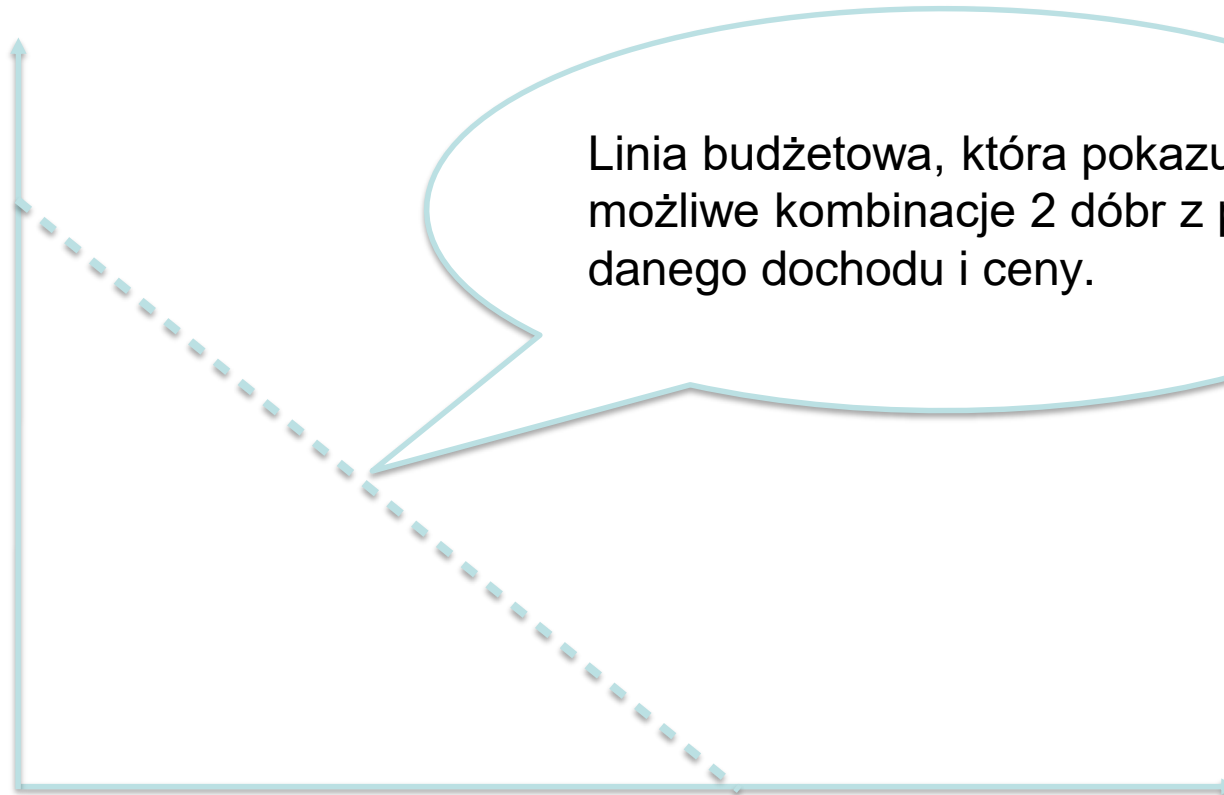 Linia budżetowa, która pokazu
możliwe kombinacje 2 dóbr z p
danego dochodu i ceny.